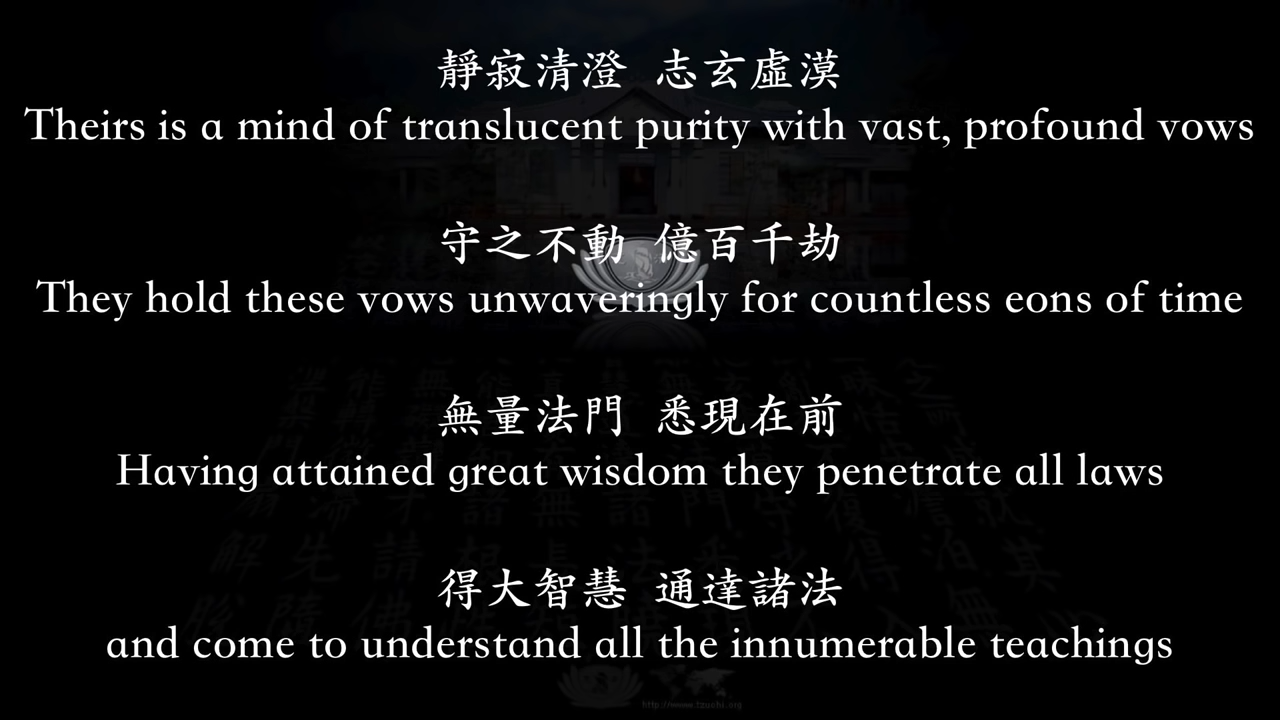 靜寂清澄 志玄虛漠
Theirs is a mind of translucent purity with vast, profound vows
守之不動 億百千劫
They hold these vows unwaveringly for countless eons of time
無量法門 悉現在前
Having attained great wisdom they penetrate all laws
得大智慧 通達諸法
and come to understand all the innumerable teachings
http://www.tzuchi.org